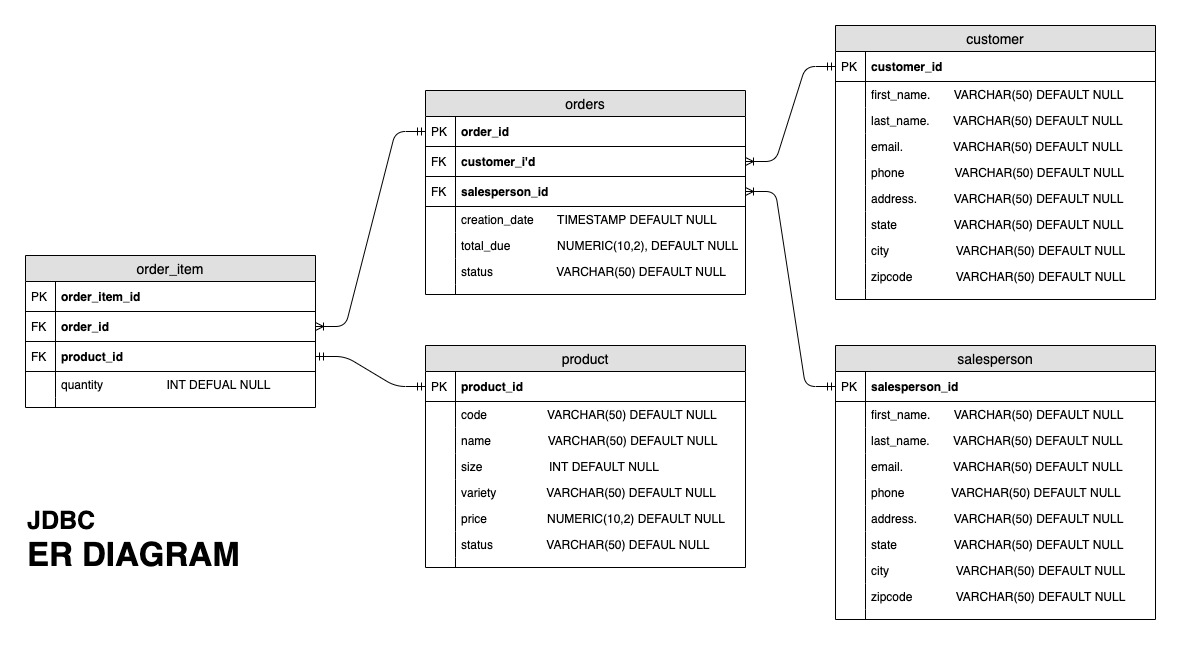 customer
PK customer_id
first_name. VARCHAR(50) DEFAULT NULL
last_name. VARCHAR(50) DEFAULT NULL
email. VARCHAR(50) DEFAULT NULL
phone VARCHAR(50) DEFAULT NULL
address. VARCHAR(50) DEFAULT NULL
state VARCHAR(50) DEFAULT NULL
city VARCHAR(50) DEFAULT NULL
zipcode VARCHAR(50) DEFAULT NULL
orders
PK order_id
FK customer_i'd
FK salesperson_id
creation_date TIMESTAMP DEFAULT NULL
total_due NUMERIC(10,2), DEFAULT NULL
status VARCHAR(50) DEFAULT NULL
order_item
PK order_item_id
FK order_id
FK product_id
quantity INT DEFUAL NULL
product
PK product_id
code VARCHAR(50) DEFAULT NULL
name VARCHAR(50) DEFAULT NULL
size INT DEFAULT NULL
variety VARCHAR(50) DEFAULT NULL
price NUMERIC(10,2) DEFAULT NULL
status VARCHAR(50) DEFAUL NULL
salesperson
PK salesperson_id
first_name. VARCHAR(50) DEFAULT NULL
last_name. VARCHAR(50) DEFAULT NULL
email. VARCHAR(50) DEFAULT NULL
phone VARCHAR(50) DEFAULT NULL
address. VARCHAR(50) DEFAULT NULL
state VARCHAR(50) DEFAULT NULL
city VARCHAR(50) DEFAULT NULL
zipcode VARCHAR(50) DEFAULT NULL
JDBC
ER DIAGRAM